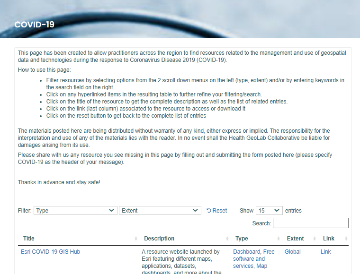 COVID-19
This page has been created to allow practitioners across the region to find resources related to the management and use of geospatial
data and technologies during the response to Coronavirus Disease 2019 (COVID-19).
How to use this page:
Filter resources by selecting options from the 2 scroll down menus on the left (type, extent) and/or by entering keywords in
the search field on the right
Click on any hyperlinked items in the resulting table to further refine your filtering/search
Click on the title of the resource to get the complete description as well as the list of related entries.
Click on the link (last column) associated to the resource to access or download it
Click on the reset button to get back to the complete list of entries
The materials posted here are being distributed without warranty of any kind, either express or implied. The responsibility for the
interpretation and use of any of the materials lies with the reader. In no event shall the Health GeoLab Collaborative be liable for
damages arising from its use.
Please share with us any resource you see missing in this page by filling out and submitting the form posted here (please specify
COVID-19 as the header of your message).
Thanks in advance and stay safe!
Filter: Type Extent Reset Show 15 entries
Search:
Title Description Type Extent Link
Esri COVID-19 GIS Hub A resource website launched by Dashboard, Free Global Link
Esri featuring different maps, software and
applications, datasets, services, Map
dashboards, and more about the